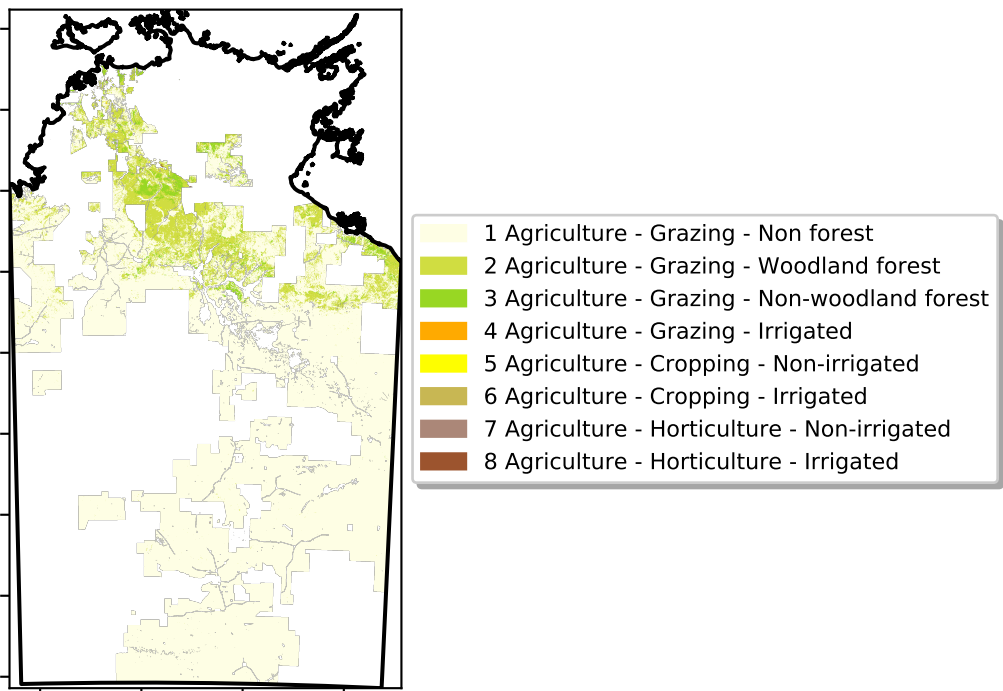 1 Agriculture - Grazing - Non forest
2 Agriculture - Grazing - Woodland forest
3 Agriculture - Grazing - Non-woodland forest
4 Agriculture - Grazing - Irrigated
5 Agriculture - Cropping - Non-irrigated
6 Agriculture - Cropping - Irrigated
7 Agriculture - Horticulture - Non-irrigated
8 Agriculture - Horticulture - Irrigated